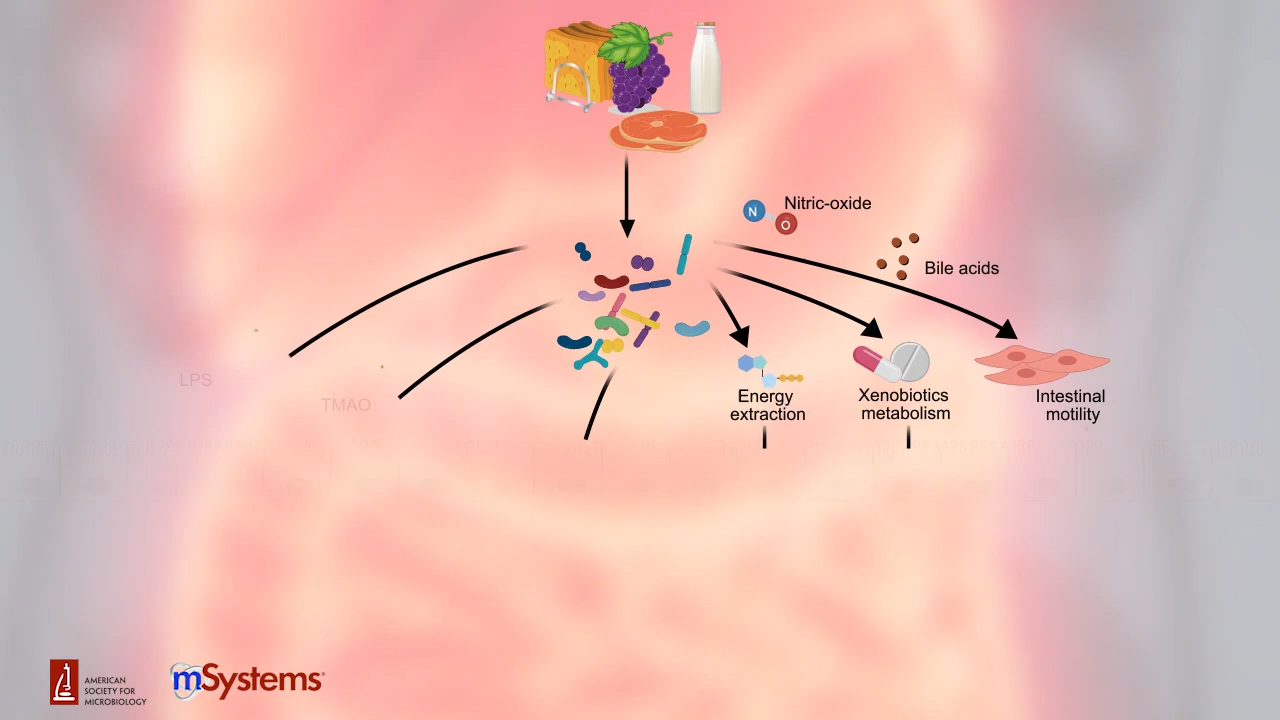 N
O
Nitric-oxide
Bile acids
LPS
TMAO
Energy
extraction
Xenobiotics
metabolism
Intestinal
motility
AMERICAN
SOCIETY FOR
MICROBIOLOGY
mSystems